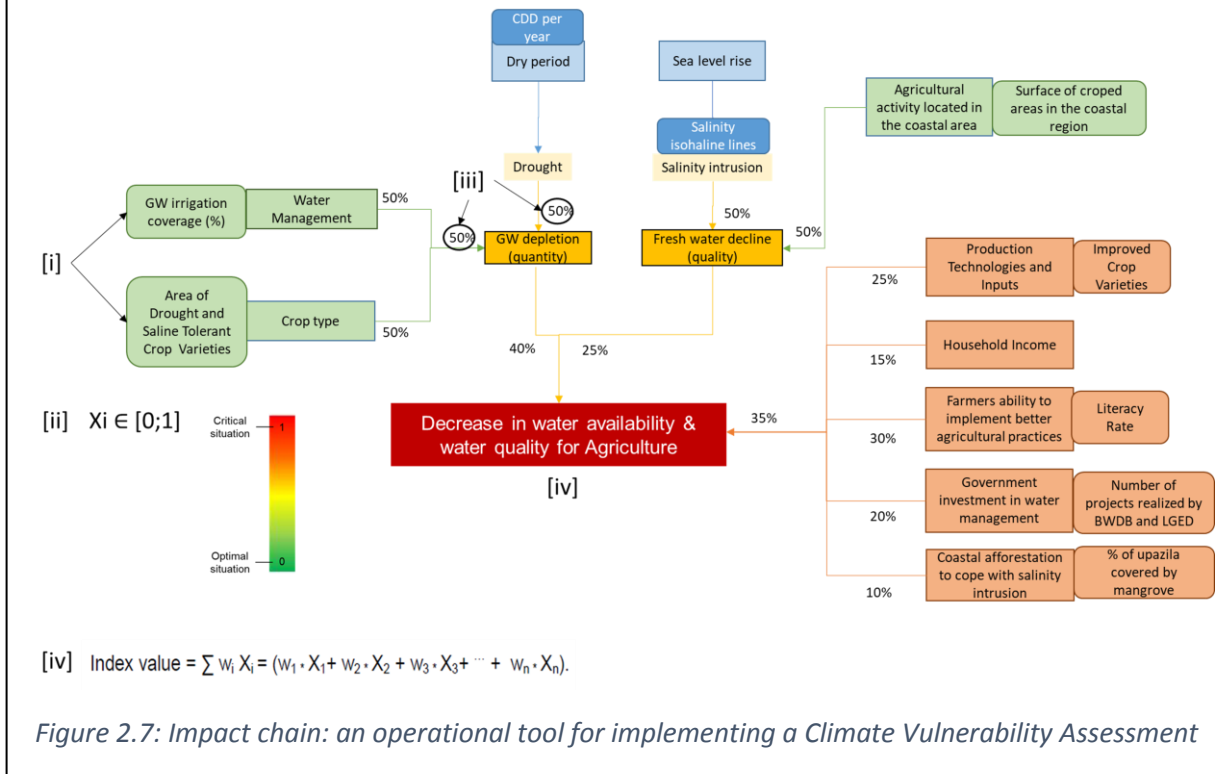 CDD per
year
Dry period
Sea level rise
Agricultural
activity located in
the coastal area
Surface of croped
areas in the coastal
region
Salinity
isohaline lines
Drought
Salinity intrusion
[iii]
GW irrigation
coverage (%)
Water
Management
50%
50%
50%
50%
50%
GW depletion
(quantity)
Fresh water decline
(quality)
[i]
Area of
Drought and
Saline Tolerant
Crop Varieties
Crop type
50%
Production
Technologies and
Inputs
Improved
Crop
Varieties
25%
40%
25%
Household Income
15%
[ii] Xi ∈ [0;1]
Critical
situation
1
Optimal
situation
0
Decrease in water availability &
water quality for Agriculture
35%
[iv]
Farmers ability to
implement better
agricultural practices
Literacy
Rate
30%
Government
investment in water
management
Number of
projects realized by
BWDB and LGED
20%
Coastal afforestation
to cope with salinity
intrusion
% of upazila
covered by
mangrove
10%
[iv] Index value = ∑ wᵢ Xᵢ = (w₁ · X₁+ w₂ · X₂ + w₃ · X₃+ ··· + wₙ · Xₙ).
Figure 2.7: Impact chain: an operational tool for implementing a Climate Vulnerability Assessment